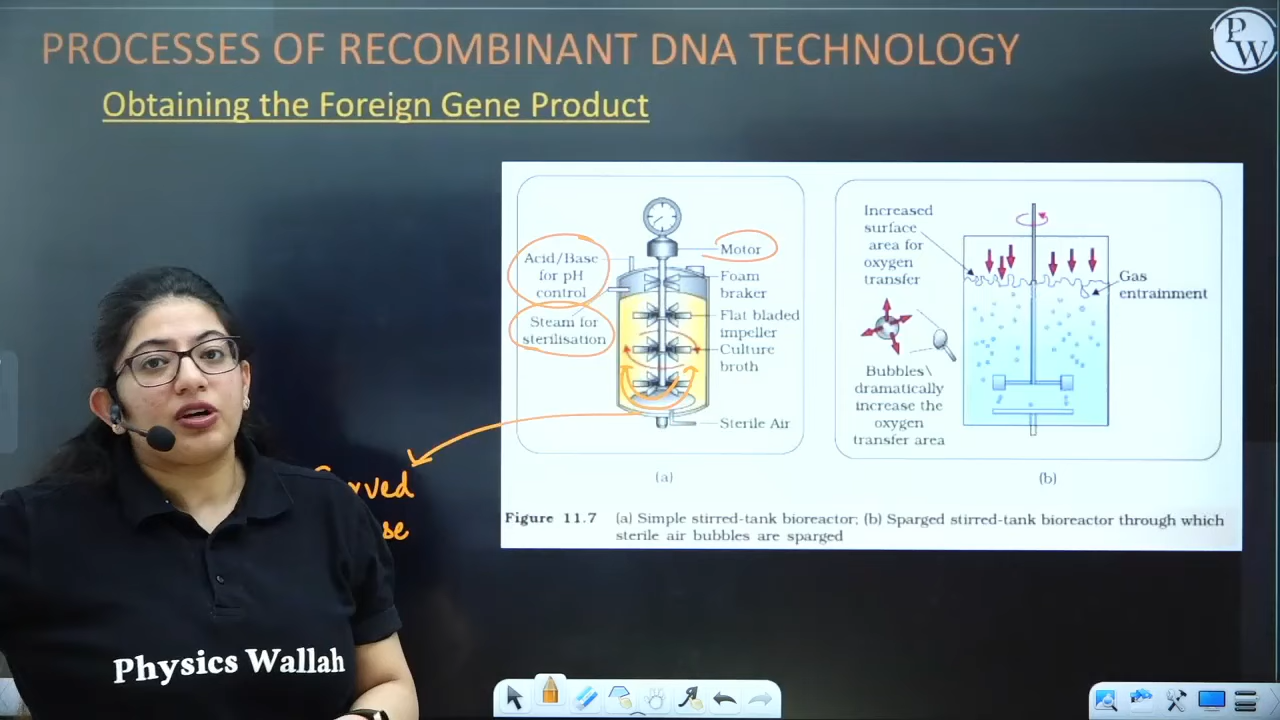 PROCESSES OF RECOMBINANT DNA TECHNOLOGY
PW
Obtaining the Foreign Gene Product
Acid/Base
for pH
control
Steam for
sterilisation
Motor
Foam
braker
Flat bladed
impeller
Culture
broth
Sterile Air
(a)
Increased
surface
area for
oxygen
transfer
Gas
entrainment
Bubbles\
dramatically
increase the
oxygen
transfer area
(b)
Figure 11.7 (a) Simple stirred-tank bioreactor; (b) Sparged stirred-tank bioreactor through which
sterile air bubbles are sparged
Physics Wallah